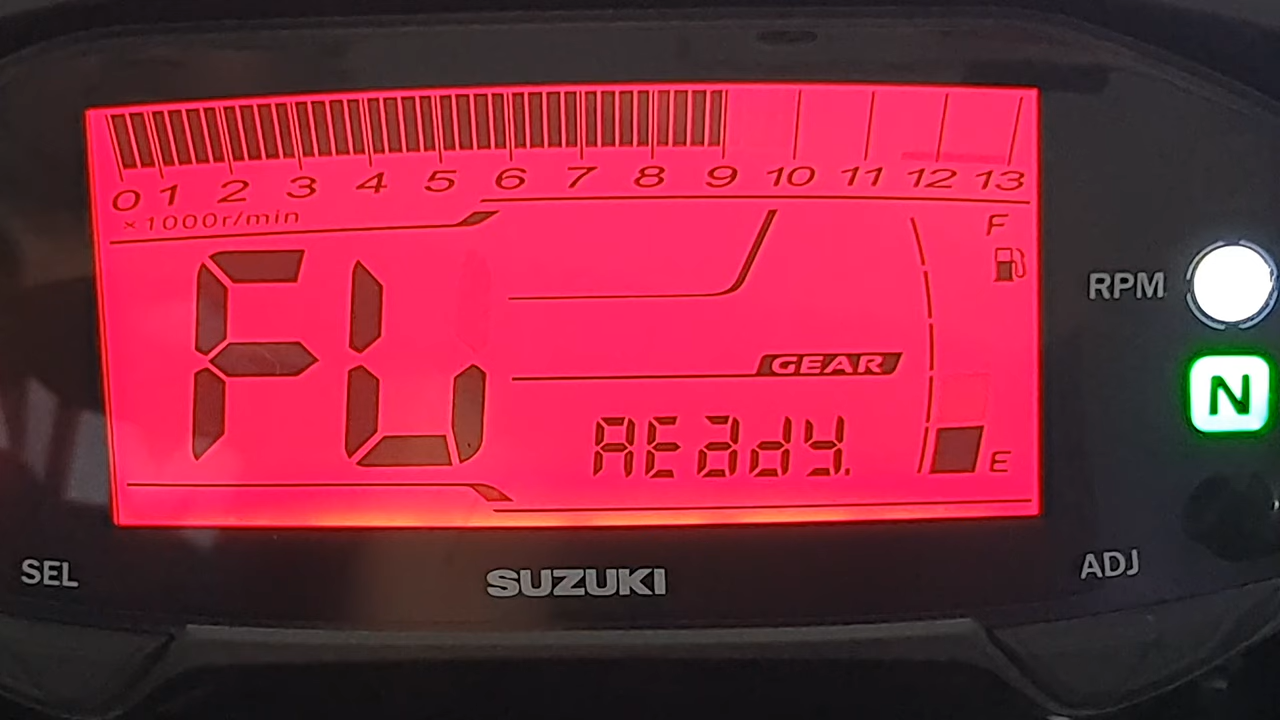 0 1 2 3 4 5 6 7 8 9 10 11 12 13
×1000r/min
F
RPM
FU
GEAR
N
READY.
E
SEL
SUZUKI
ADJ